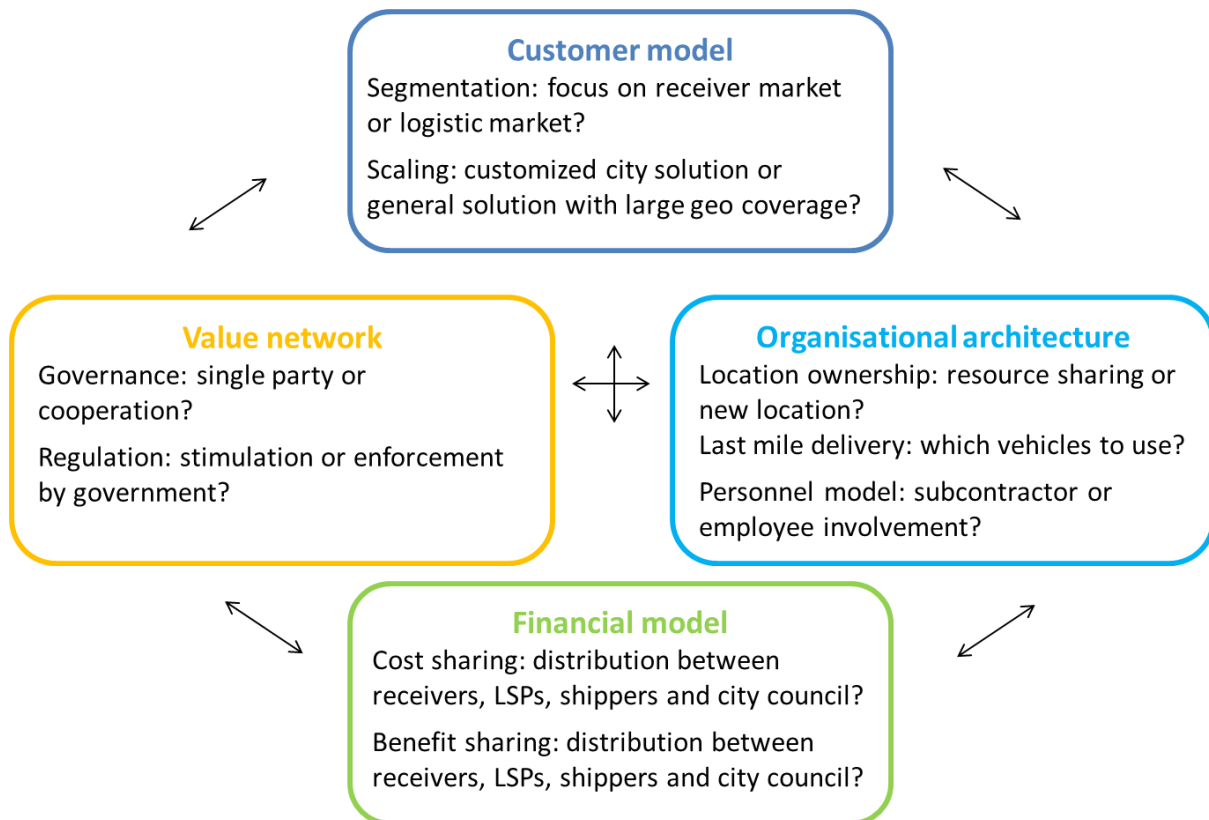 Customer model
Segmentation: focus on receiver market
or logistic market?
Scaling: customized city solution or
general solution with large geo coverage?
Value network
Governance: single party or
cooperation?
Regulation: stimulation or enforcement
by government?
Organisational architecture
Location ownership: resource sharing or
new location?
Last mile delivery: which vehicles to use?
Personnel model: subcontractor or
employee involvement?
Financial model
Cost sharing: distribution between
receivers, LSPs, shippers and city council?
Benefit sharing: distribution between
receivers, LSPs, shippers and city council?